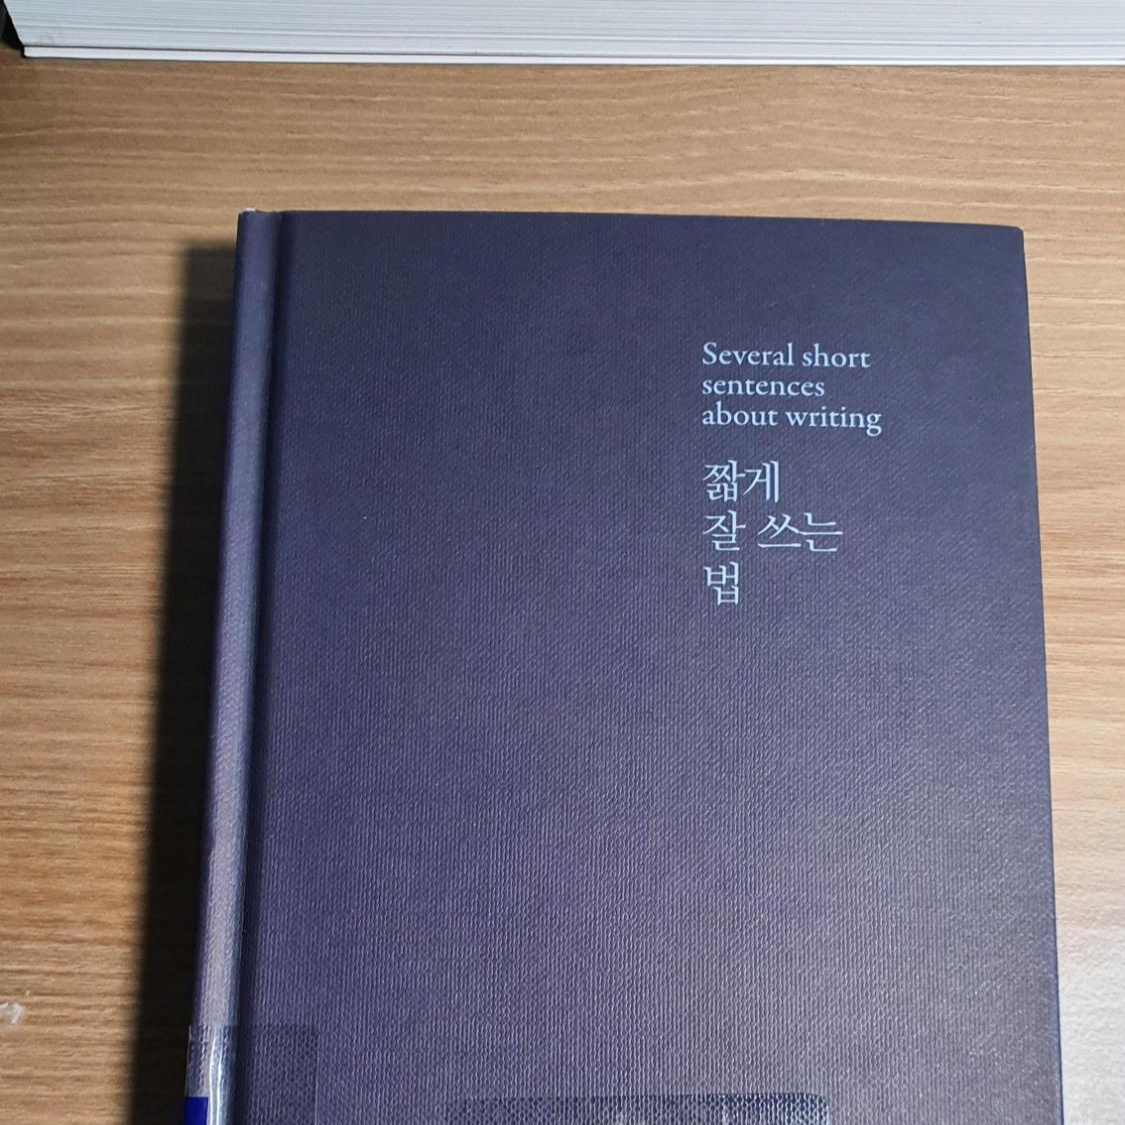 Several short
sentences
about writing
짧게
잘 쓰는
법